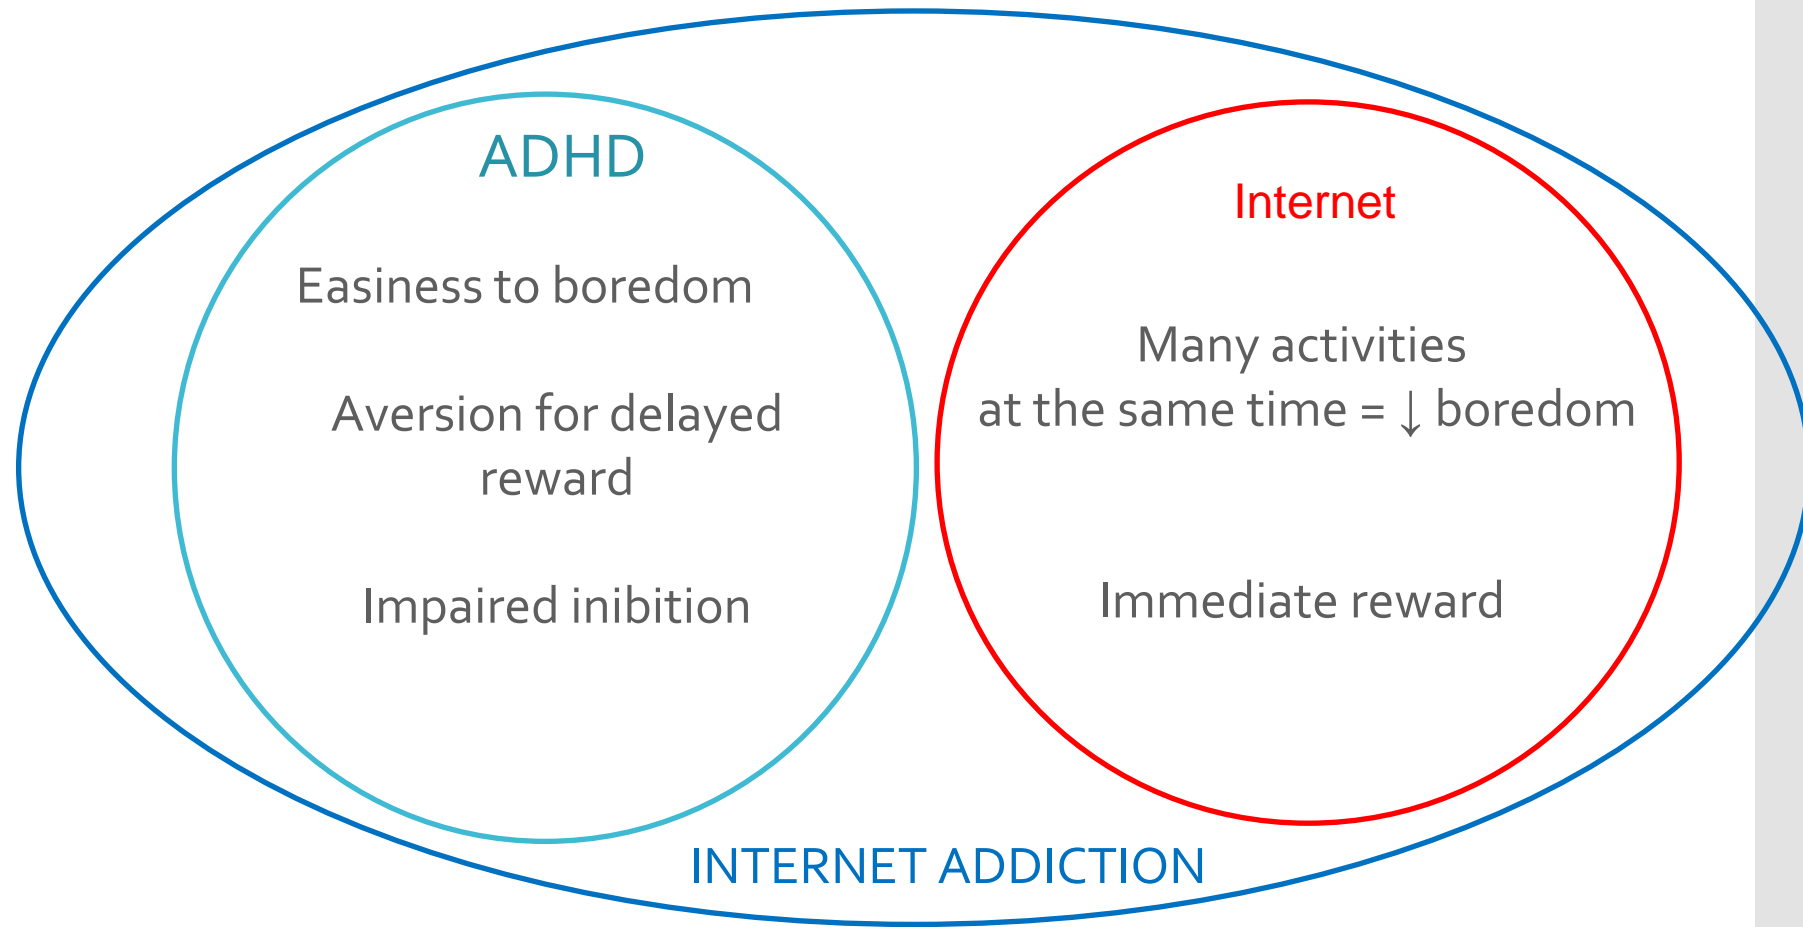 ADHD
Easiness to boredom
Aversion for delayed
reward
Impaired inibition
Internet
Many activities
at the same time = ↓ boredom
Immediate reward
INTERNET ADDICTION